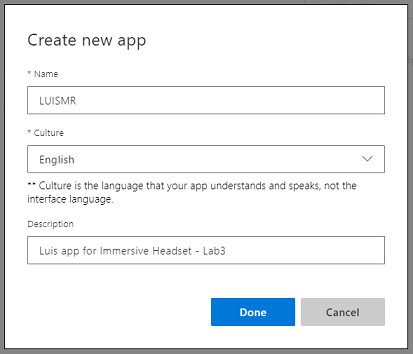 Create new app
* Name
LUISMR
* Culture
English
** Culture is the language that your app understands and speaks, not the
interface language.
Description
Luis app for Immersive Headset - Lab3
Done Cancel